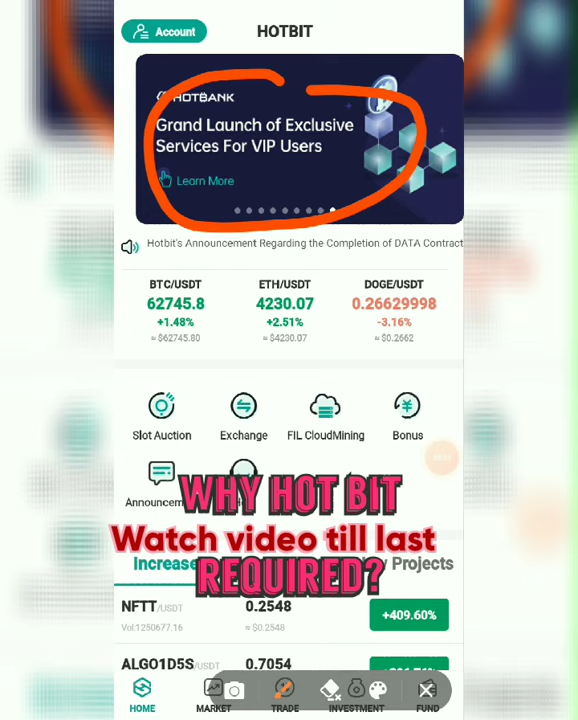 Account
HOTBIT
HOTBANK
Grand Launch of Exclusive
Services For VIP Users
Learn More
Hotbit's Announcement Regarding the Completion of DATA Contract
BTC/USDT ETH/USDT DOGE/USDT
62745.8 4230.07 0.26629998
+1.48% +2.51% -3.16%
≈ $62745.80 ≈ $4230.07 ≈ $0.2662
Slot Auction Exchange FIL CloudMining Bonus
WHY HOT BIT
Watch video till last
REQUIRED?
Projects
NFTT/USDT 0.2548 +409.60%
Vol:1250677.16 ≈ $0.2548
ALGO1D5S/USDT 0.7054
HOME MARKET TRADE INVESTMENT FUND